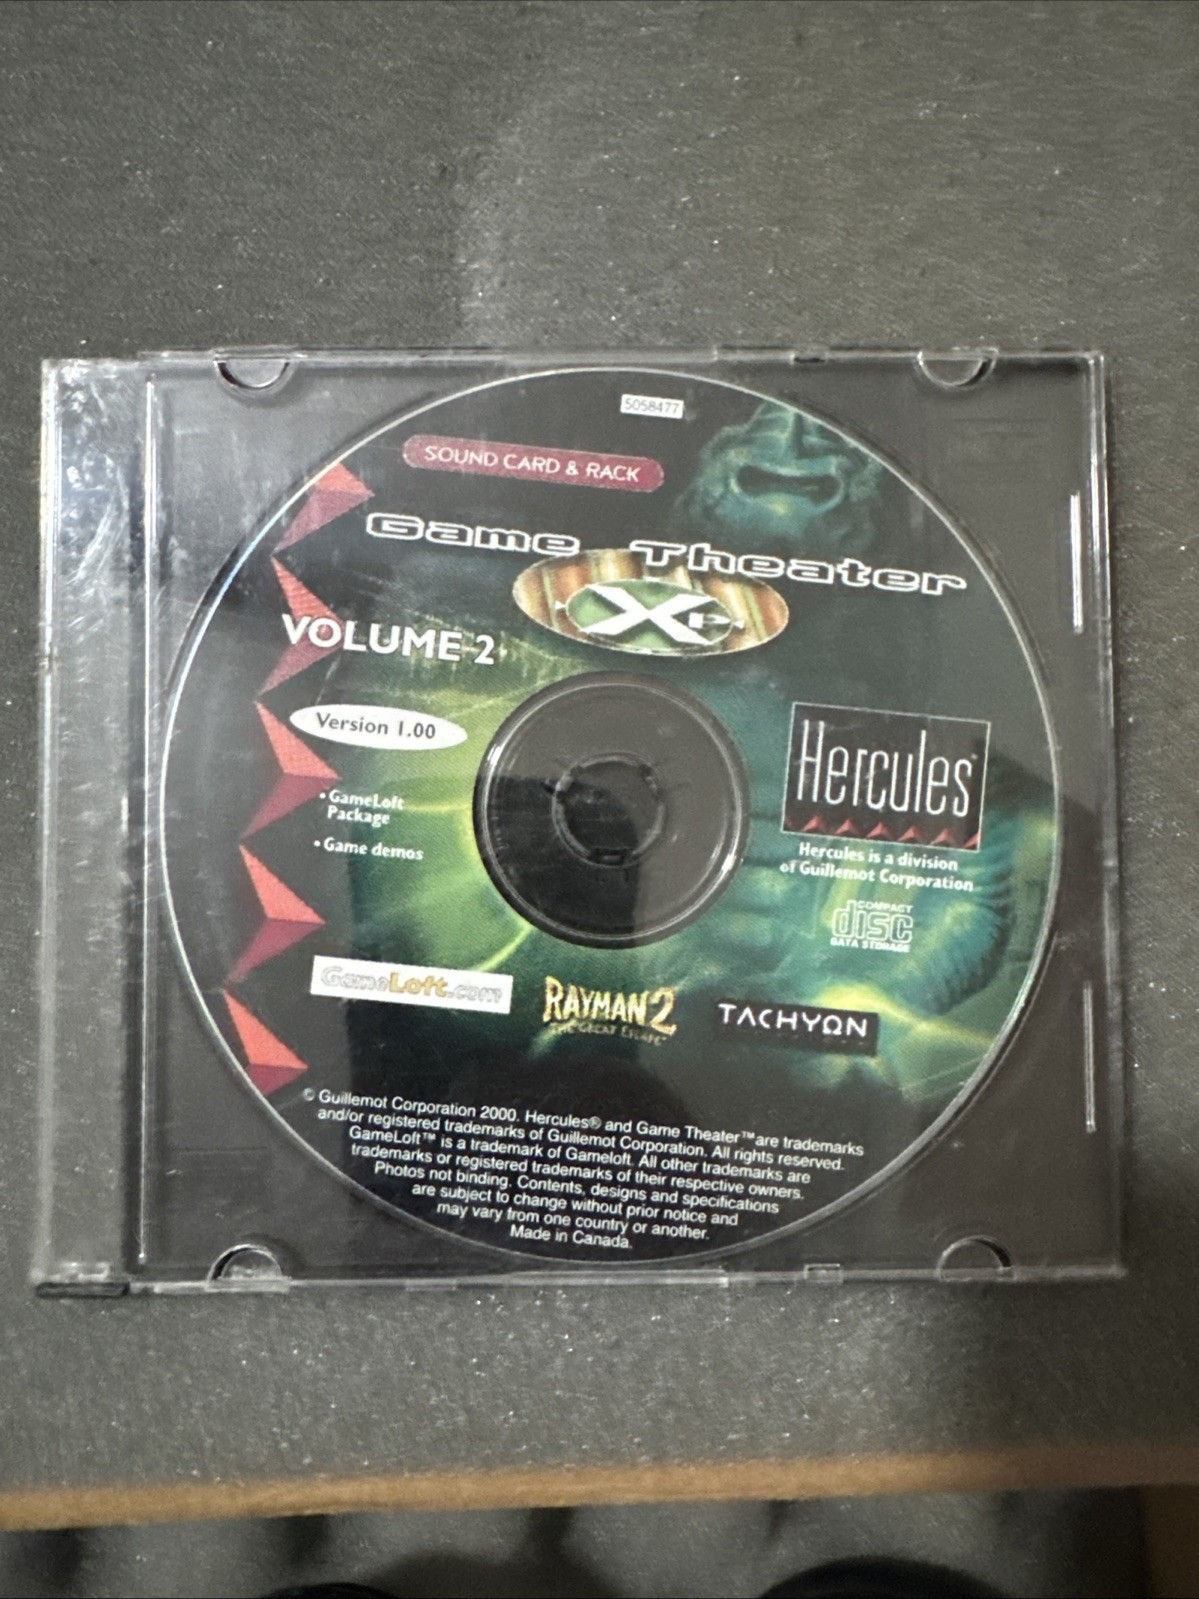 5058477
SOUND CARD & RACK
Game Theater
XP
VOLUME 2
Version 1.00
• GameLoft
Package
• Game demos
Hercules
Hercules is a division
of Guillemot Corporation
COMPACT
disc
DATA STORAGE
GameLoft.com
RAYMAN 2
THE GREAT ESCAPE
TACHYON
© Guillemot Corporation 2000. Hercules® and Game Theater™ are trademarks
and/or registered trademarks of Guillemot Corporation. All rights reserved.
GameLoft™ is a trademark of Gameloft. All other trademarks are
trademarks or registered trademarks of their respective owners.
Photos not binding. Contents, designs and specifications
are subject to change without prior notice and
may vary from one country or another.
Made in Canada.